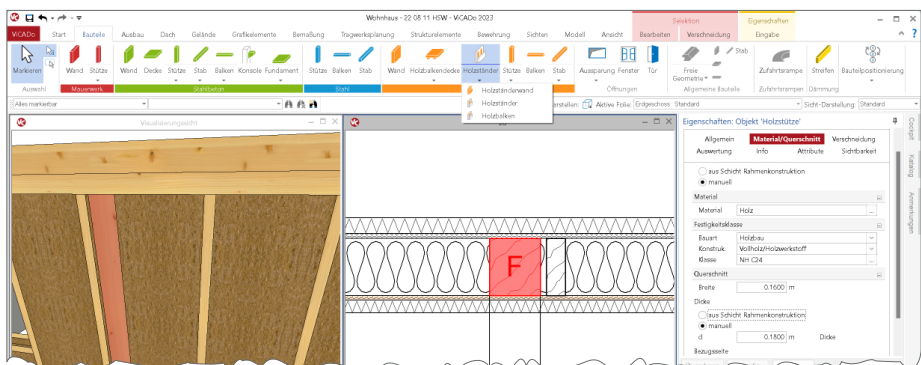 Wohnhaus - 22 08 11 HSW - ViCADo 2023
Selektion Eigenschaften
ViCADo Start Bauteile Ausbau Dach Gelände Grafikelemente Bemaßung Tragwerksplanung Strukturelemente Bewehrung Sichten Modell Ansicht Bearbeiten Verschneidung Eingabe
Markieren Wand Stütze Wand Decke Stütze Stab Balken Konsole Fundament Stütze Balken Stab Wand Holzbalkendecke Holzständer Stütze Balken Stab Aussparung Fenster Tür Freie Geometrie Stab Zufahrtsrampe Streifen Bauteilpositionierung
Auswahl Mauerwerk Stahlbeton Stahl Öffnungen Allgemeine Bauteile Zufahrtsrampen Dämmung
Holzständerwand
Holzständer
Holzbalken
Alles markierbar erstellen: Aktive Folie: Erdgeschoss: Standard Sicht-Darstellung: Standard
Visualisierungssicht
Eigenschaften: Objekt 'Holzstütze'
Allgemein Material/Querschnitt Verschneidung
Auswertung Info Attribute Sichtbarkeit
aus Schicht Rahmenkonstruktion
manuell
Material
Material Holz ...
Festigkeitsklasse
Bauart Holzbau
Konstruk. Vollholz/Holzwerkstoff
Klasse NH C24 ...
Querschnitt
Breite 0.1600 m
Dicke
aus Schicht Rahmenkonstruktion
manuell
d 0.1800 m Dicke
Bezugsseite
F
Cockpit
Katalog
Anmerkungen